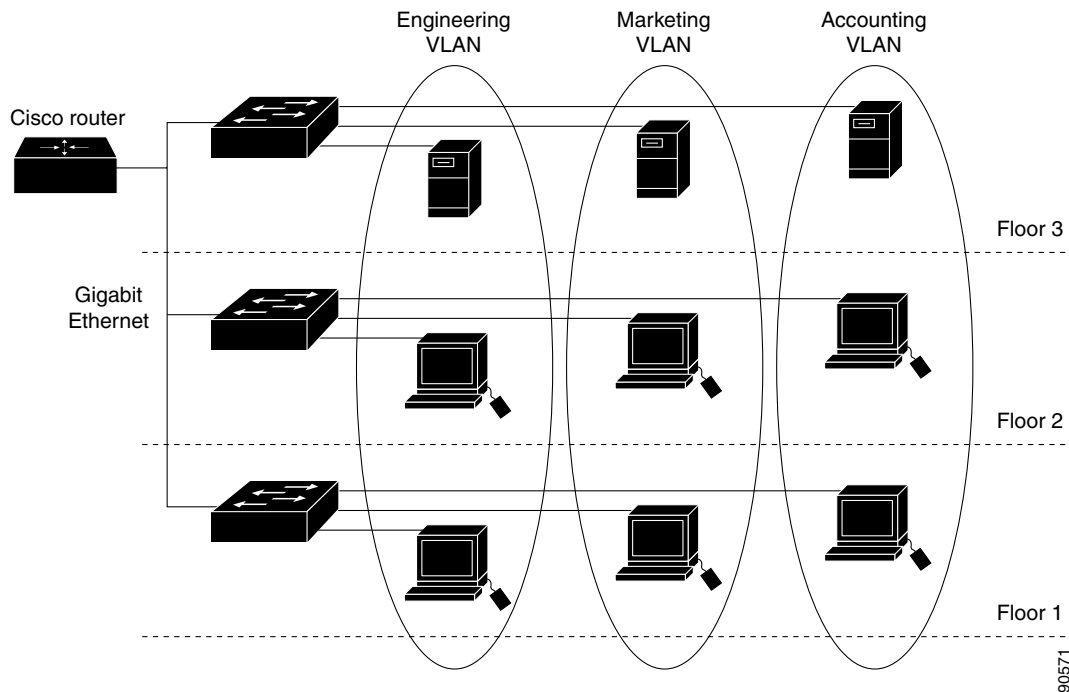 Engineering
VLAN
Marketing
VLAN
Accounting
VLAN
Cisco router
Floor 3
Gigabit
Ethernet
Floor 2
Floor 1
90571